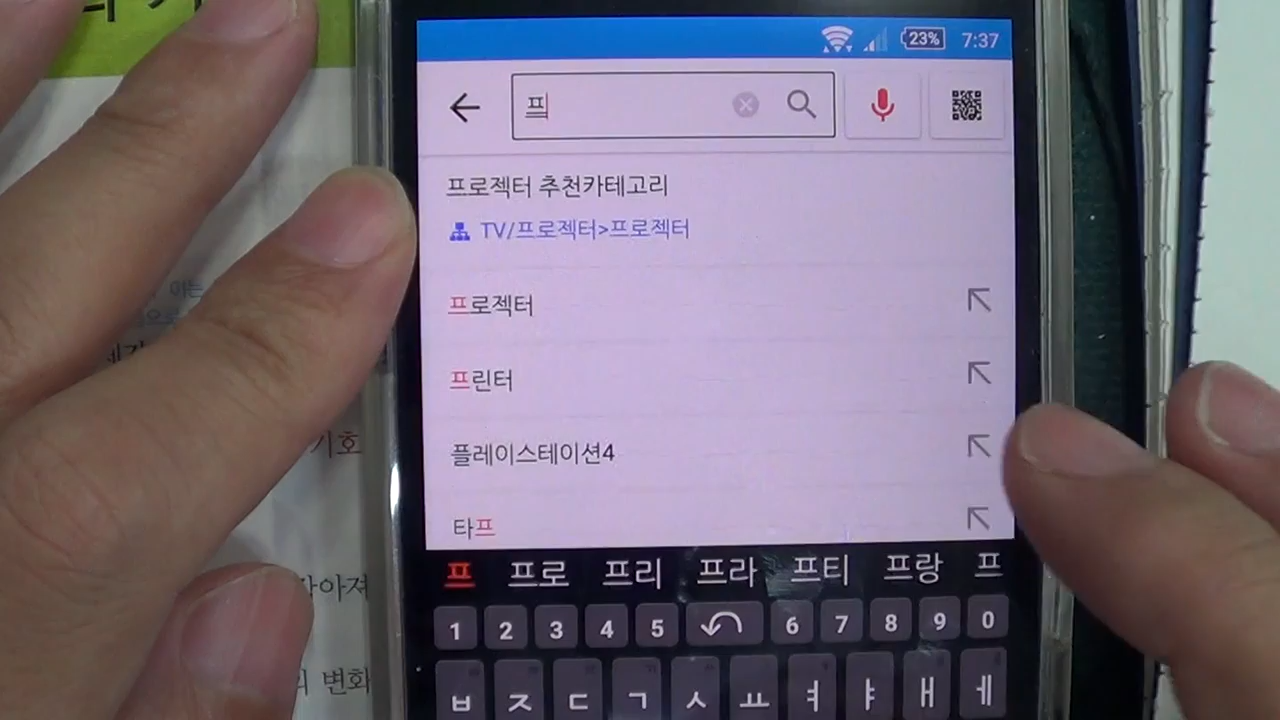 23% 7:37
프
프로젝터 추천카테고리
TV/프로젝터>프로젝터
프로젝터
프린터
플레이스테이션4
타프
프 프로 프리 프라 프티 프랑 프
1 2 3 4 5 6 7 8 9 0
ㅂ ㅈ ㄷ ㄱ ㅅ ㅛ ㅕ ㅑ ㅐ ㅔ
기호
변화